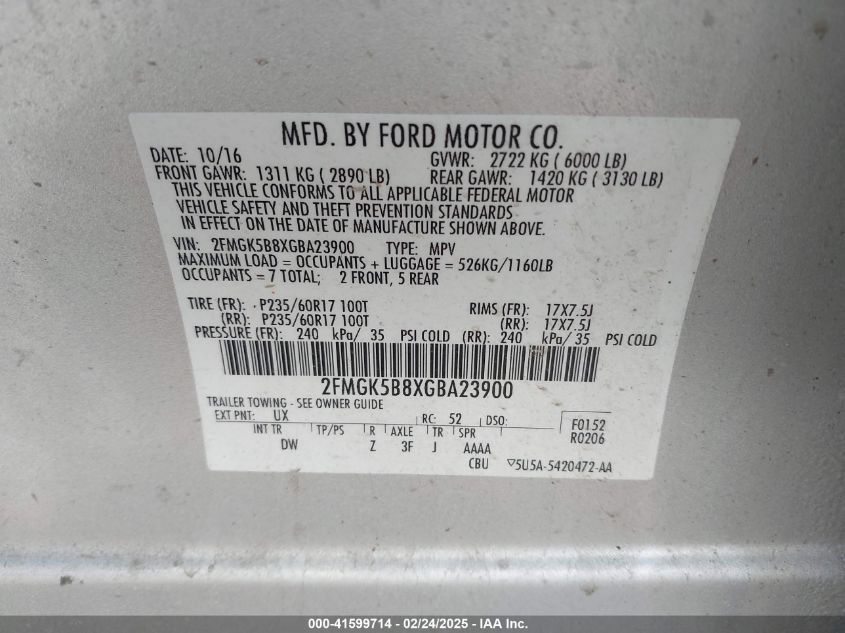 MFD. BY FORD MOTOR CO.
DATE: 10/16 GVWR: 2722 KG ( 6000 LB)
FRONT GAWR: 1311 KG ( 2890 LB) REAR GAWR: 1420 KG ( 3130 LB)
THIS VEHICLE CONFORMS TO ALL APPLICABLE FEDERAL MOTOR
VEHICLE SAFETY AND THEFT PREVENTION STANDARDS
IN EFFECT ON THE DATE OF MANUFACTURE SHOWN ABOVE.
VIN: 2FMGK5B8XGBA23900 TYPE: MPV
MAXIMUM LOAD = OCCUPANTS + LUGGAGE = 526KG/1160LB
OCCUPANTS = 7 TOTAL; 2 FRONT, 5 REAR
TIRE (FR): P235/60R17 100T RIMS (FR): 17X7.5J
(RR): P235/60R17 100T (RR): 17X7.5J
PRESSURE (FR): 240 kPa/ 35 PSI COLD (RR): 240 kPa/ 35 PSI COLD
2FMGK5B8XGBA23900
TRAILER TOWING - SEE OWNER GUIDE
EXT PNT: UX RC: 52 DSO: F0152
INT TR TP/PS R AXLE TR SPR R0206
DW Z 3F J AAAA
CBU ▽5U5A-5420472-AA
000-41599714 - 02/24/2025 - IAA Inc.